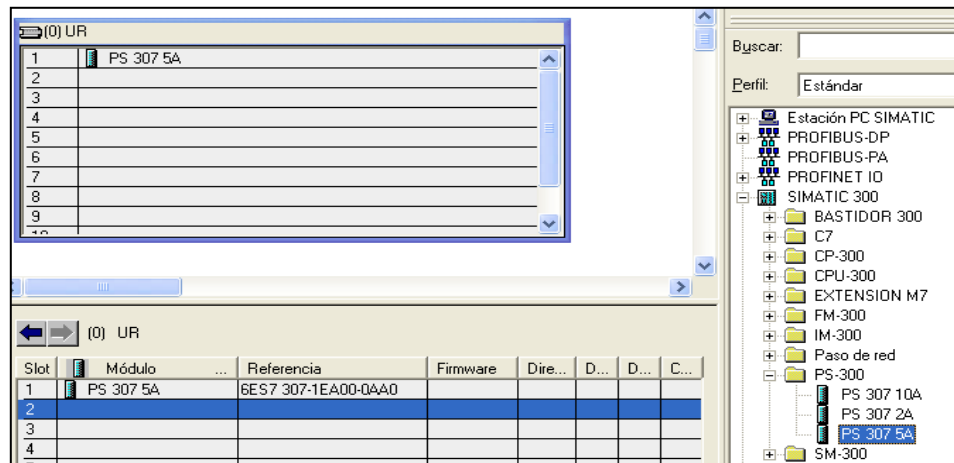 (0) UR
1 PS 307 5A
2
3
4
5
6
7
8
9
Buscar:
Perfil: Estándar
Estación PC SIMATIC
PROFIBUS-DP
PROFIBUS-PA
PROFINET IO
SIMATIC 300
BASTIDOR 300
C7
CP-300
CPU-300
EXTENSION M7
FM-300
IM-300
Paso de red
PS-300
PS 307 10A
PS 307 2A
PS 307 5A
SM-300
(0) UR
Slot Módulo ... Referencia Firmware Dire... D... D... C...
1 PS 307 5A 6ES7 307-1EA00-0AA0
2
3
4